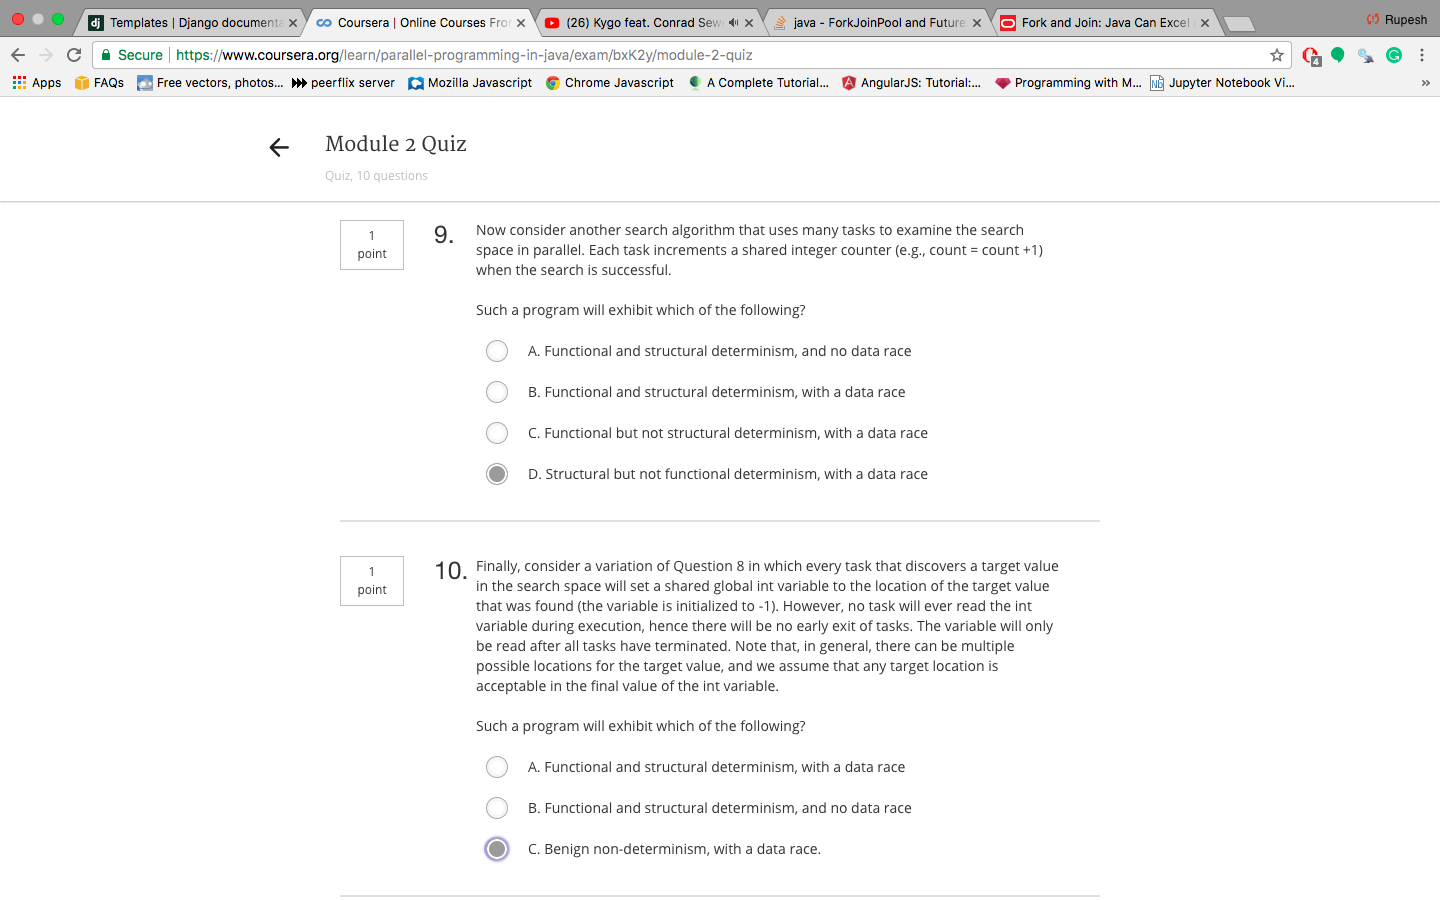 Templates | Django documenta
Coursera | Online Courses Fro
(26) Kygo feat. Conrad Sew
java - ForkJoinPool and Future
Fork and Join: Java Can Excel
Rupesh
Secure https://www.coursera.org/learn/parallel-programming-in-java/exam/bxK2y/module-2-quiz
4
Apps FAQs Free vectors, photos... peerflix server Mozilla Javascript Chrome Javascript A Complete Tutorial... AngularJS: Tutorial:... Programming with M... Jupyter Notebook Vi... »
Module 2 Quiz
Quiz, 10 questions
1
point
9. Now consider another search algorithm that uses many tasks to examine the search
space in parallel. Each task increments a shared integer counter (e.g., count = count +1)
when the search is successful.
Such a program will exhibit which of the following?
A. Functional and structural determinism, and no data race
B. Functional and structural determinism, with a data race
C. Functional but not structural determinism, with a data race
D. Structural but not functional determinism, with a data race
1
point
10. Finally, consider a variation of Question 8 in which every task that discovers a target value
in the search space will set a shared global int variable to the location of the target value
that was found (the variable is initialized to -1). However, no task will ever read the int
variable during execution, hence there will be no early exit of tasks. The variable will only
be read after all tasks have terminated. Note that, in general, there can be multiple
possible locations for the target value, and we assume that any target location is
acceptable in the final value of the int variable.
Such a program will exhibit which of the following?
A. Functional and structural determinism, with a data race
B. Functional and structural determinism, and no data race
C. Benign non-determinism, with a data race.